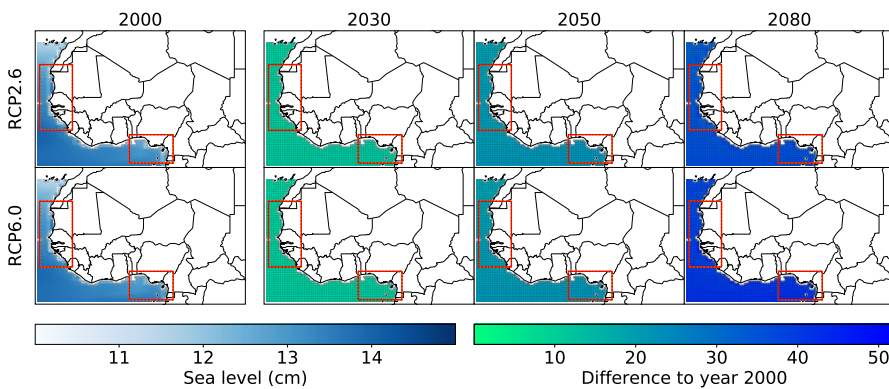 2000 2030 2050 2080
RCP2.6
RCP6.0
11 12 13 14 10 20 30 40 50
Sea level (cm) Difference to year 2000